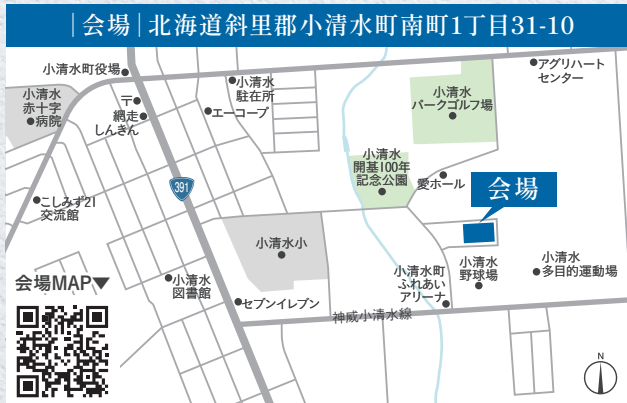 ｜会場｜北海道斜里郡小清水町南町1丁目31-10
小清水町役場
アグリハート
センター
小清水
赤十字
病院
〒
網走
しんきん
小清水
駐在所
エーコープ
小清水
パークゴルフ場
小清水
開基100年
記念公園
愛ホール
391
会場
こしみず21
交流館
小清水小
小清水町
ふれあい
アリーナ
小清水
野球場
小清水
多目的運動場
会場MAP▼
小清水
図書館
セブンイレブン
神威小清水線
N